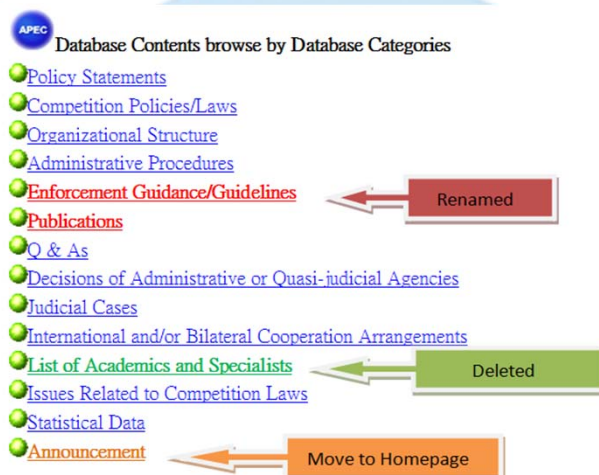 APEC
Database Contents browse by Database Categories
Policy Statements
Competition Policies/Laws
Organizational Structure
Administrative Procedures
Enforcement Guidance/Guidelines
Renamed
Publications
Q & As
Decisions of Administrative or Quasi-judicial Agencies
Judicial Cases
International and/or Bilateral Cooperation Arrangements
List of Academics and Specialists
Deleted
Issues Related to Competition Laws
Statistical Data
Announcement
Move to Homepage